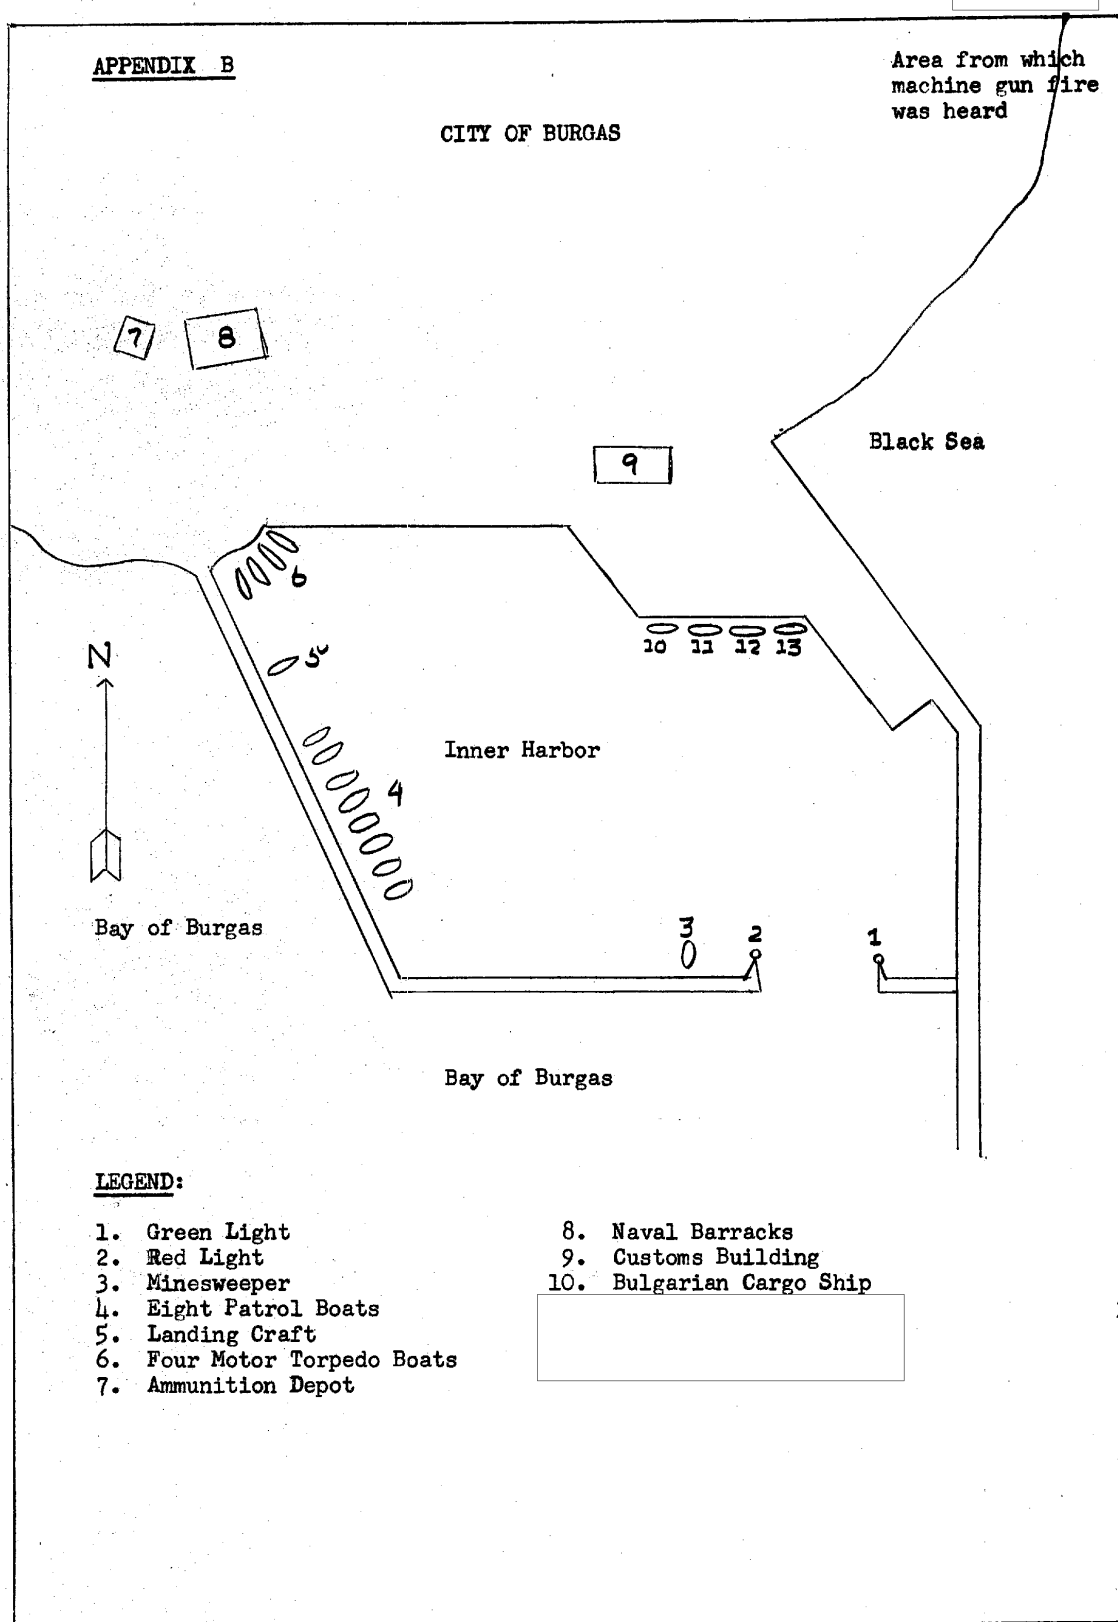 APPENDIX B
Area from which
machine gun fire
was heard
CITY OF BURGAS
7
8
9
Black Sea
6
10 11 12 13
5
N
Inner Harbor
4
Bay of Burgas
3
2
1
Bay of Burgas
LEGEND:
1. Green Light
2. Red Light
3. Minesweeper
4. Eight Patrol Boats
5. Landing Craft
6. Four Motor Torpedo Boats
7. Ammunition Depot
8. Naval Barracks
9. Customs Building
10. Bulgarian Cargo Ship